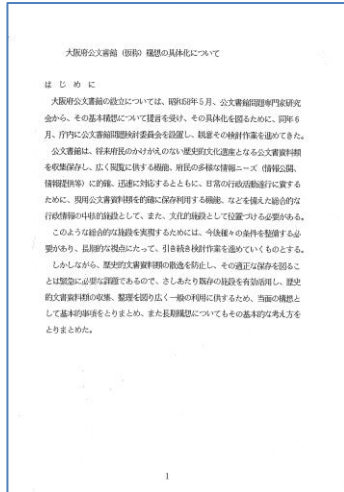 大阪府公文書館（仮称）構想の具体化について
はじめに
大阪府公文書館の設立については、昭和58年5月、公文書館問題専門家研究
会から、その基本構想について提言を受け、その具体化を図るために、同年6
月、庁内に公文書館問題検討委員会を設置し、鋭意その検討作業を進めてきた。
公文書館は、将来府民のかけがえのない歴史的文化遺産となる公文書資料類
を収集保存し、広く閲覧に供する機能、府民の多様な情報ニーズ（情報公開、
情報提供等）に的確、迅速に対応するとともに、日常の行政活動遂行に資する
ために、現用公文書資料類を的確に保存利用する機能、などを備えた総合的な
行政情報の中枢的施設として、また、文化的施設として位置づける必要がある。
このような総合的な施設を実現するためには、今後種々の条件を整備する必
要があり、長期的な視点にたって、引き続き検討作業を進めていくものとする。
しかしながら、歴史的文書資料類の散逸を防止し、その適正な保存を図るこ
とは緊急に必要な課題であるので、さしあたり既存の施設を有効活用し、歴史
的文書資料類の収集、整理を図り広く一般の利用に供するため、当面の構想と
して基本的事項をとりまとめ、また長期構想についてもその基本的な考え方を
とりまとめた。
1